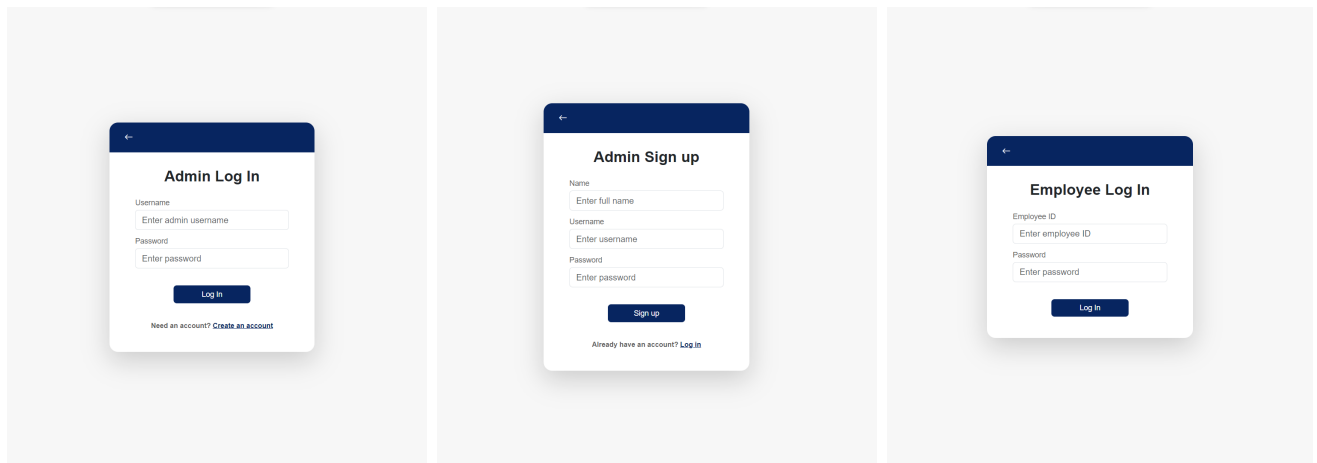 ←
Admin Log In
Username
Enter admin username
Password
Enter password
Log In
Need an account? Create an account
←
Admin Sign up
Name
Enter full name
Username
Enter username
Password
Enter password
Sign up
Already have an account? Log in
←
Employee Log In
Employee ID
Enter employee ID
Password
Enter password
Log In